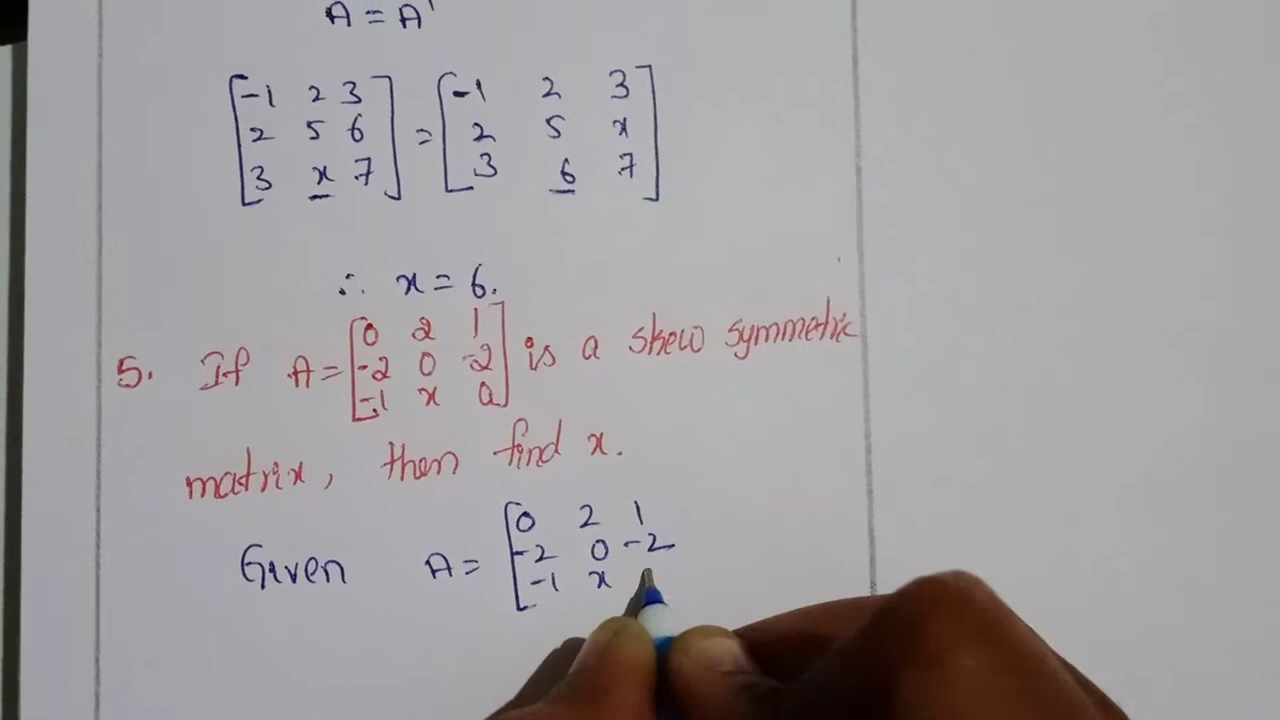 A = A'
[-1 2 3] = [-1 2 3]
[2 5 6] [2 5 x]
[3 x 7] [3 6 7]
∴ x = 6.
5. If A = [0 2 1 / -2 0 -2 / -1 x 0] is a skew symmetric
matrix, then find x.
Given A = [0 2 1
-2 0 -2
-1 x